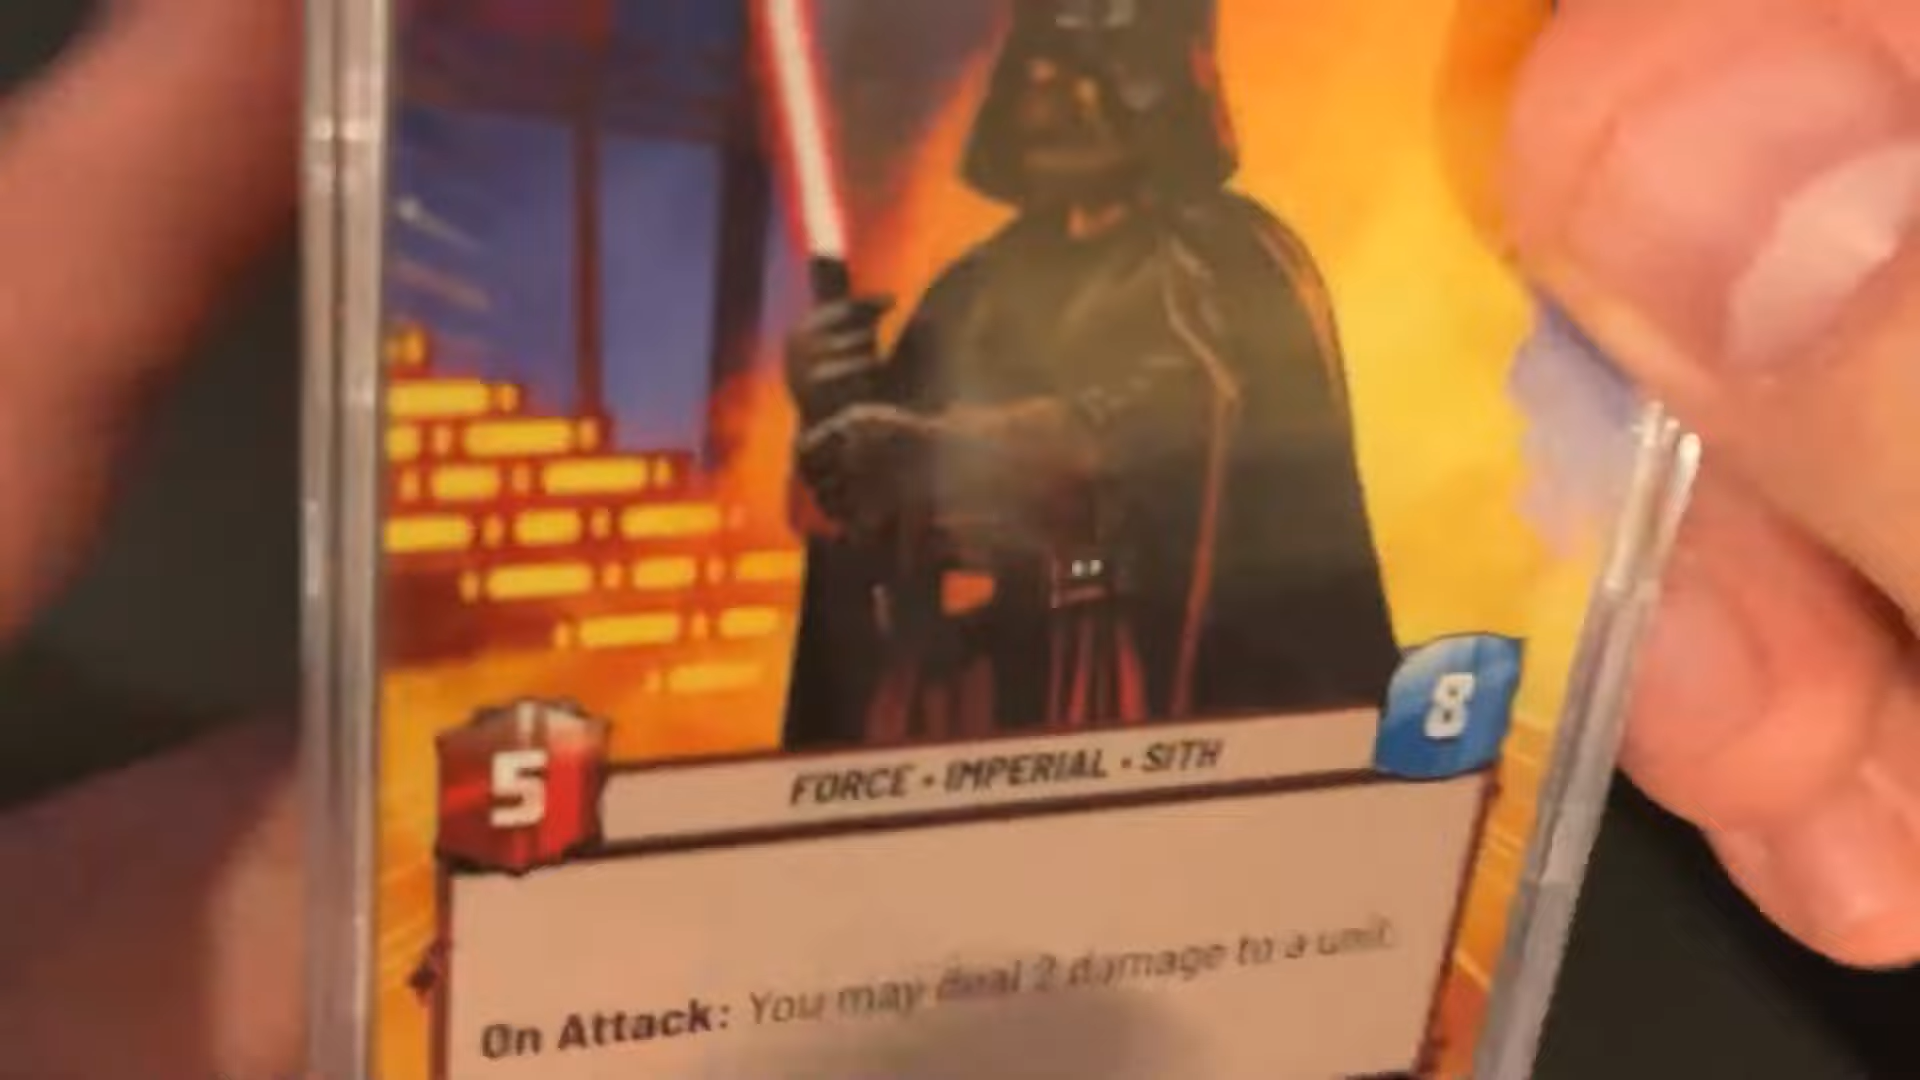 8
5
FORCE • IMPERIAL • SITH
On Attack: You may deal 2 damage to a unit.